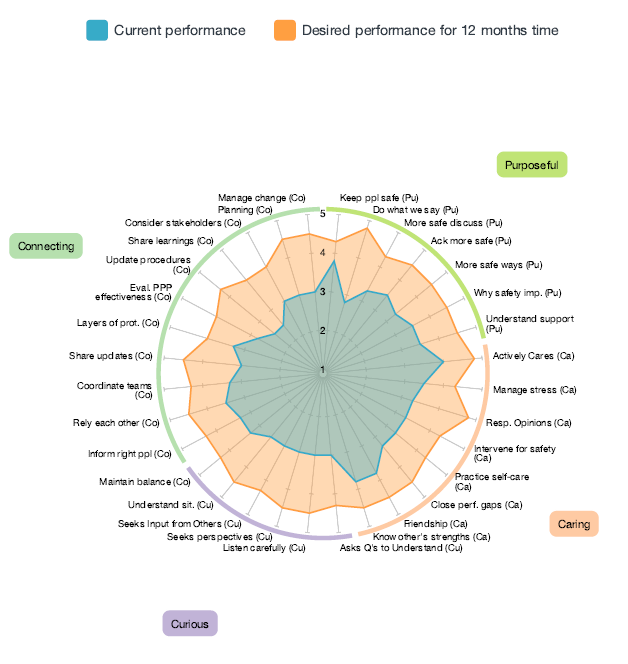 Current performance
Desired performance for 12 months time
Purposeful
Manage change (Co)
Keep ppl safe (Pu)
Planning (Co)
5
Do what we say (Pu)
Consider stakeholders (Co)
More safe discuss (Pu)
Share learnings (Co)
Ack more safe (Pu)
Connecting
Update procedures
(Co)
4
More safe ways (Pu)
Eval. PPP
effectiveness (Co)
3
Why safety imp. (Pu)
Layers of prot. (Co)
2
Understand support
(Pu)
Share updates (Co)
1
Actively Cares (Ca)
Coordinate teams
(Co)
Manage stress (Ca)
Rely each other (Co)
Resp. Opinions (Ca)
Inform right ppl (Co)
Intervene for safety
(Ca)
Maintain balance (Co)
Practice self-care
(Ca)
Understand sit. (Cu)
Close perf. gaps (Ca)
Seeks Input from Others (Cu)
Friendship (Ca)
Caring
Seeks perspectives (Cu)
Know other's strengths (Ca)
Listen carefully (Cu)
Asks Q's to Understand (Cu)
Curious